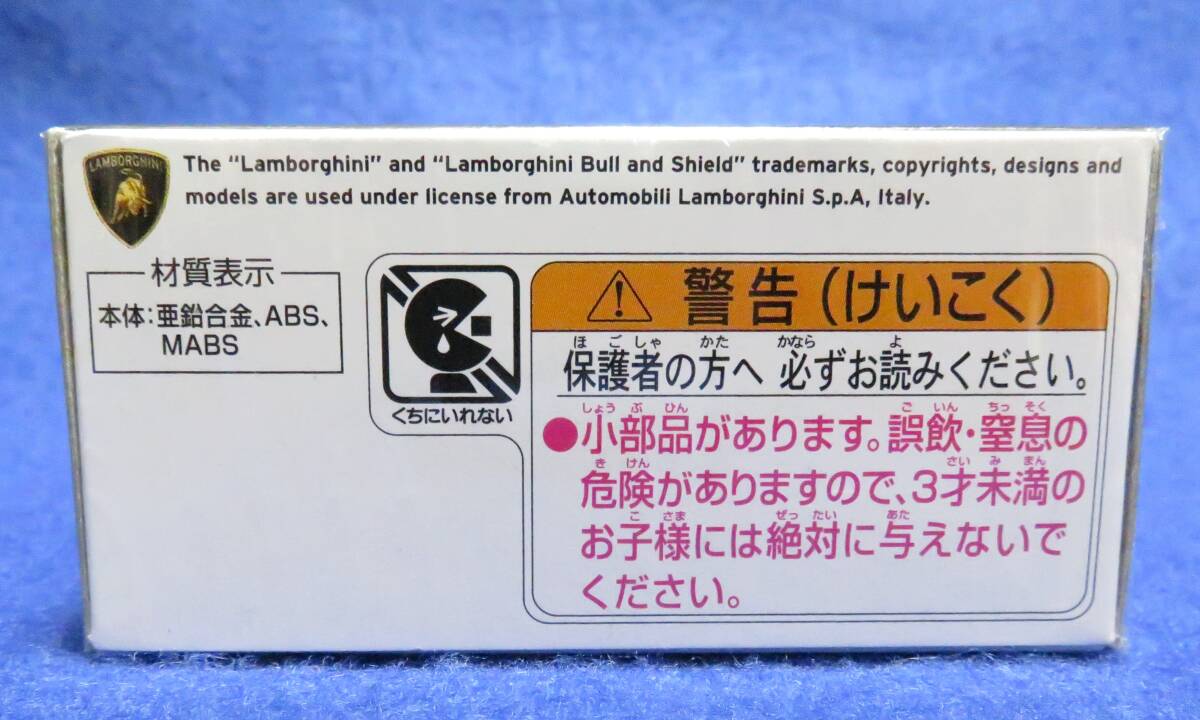 LAMBORGHINI
The "Lamborghini" and "Lamborghini Bull and Shield" trademarks, copyrights, designs and
models are used under license from Automobili Lamborghini S.p.A, Italy.
材質表示
本体:亜鉛合金、ABS、
MABS
くちにいれない
警告(けいこく)
ほごしゃ かた かなら よ
保護者の方へ 必ずお読みください。
しょうぶひん ごいん ちっそく
●小部品があります。誤飲・窒息の
きけん さいみまん
危険がありますので、3才未満の
こさま ぜったい あた
お子様には絶対に与えないで
ください。